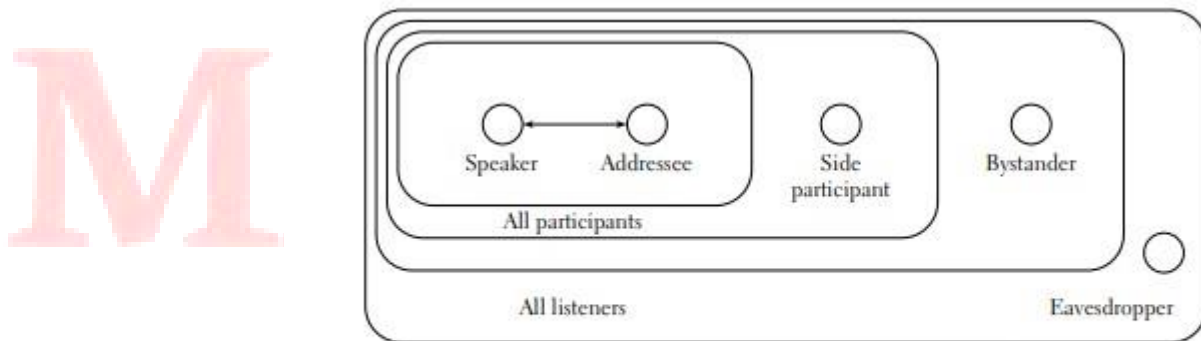 M
Speaker
Addressee
Side
participant
Bystander
All participants
All listeners
Eavesdropper